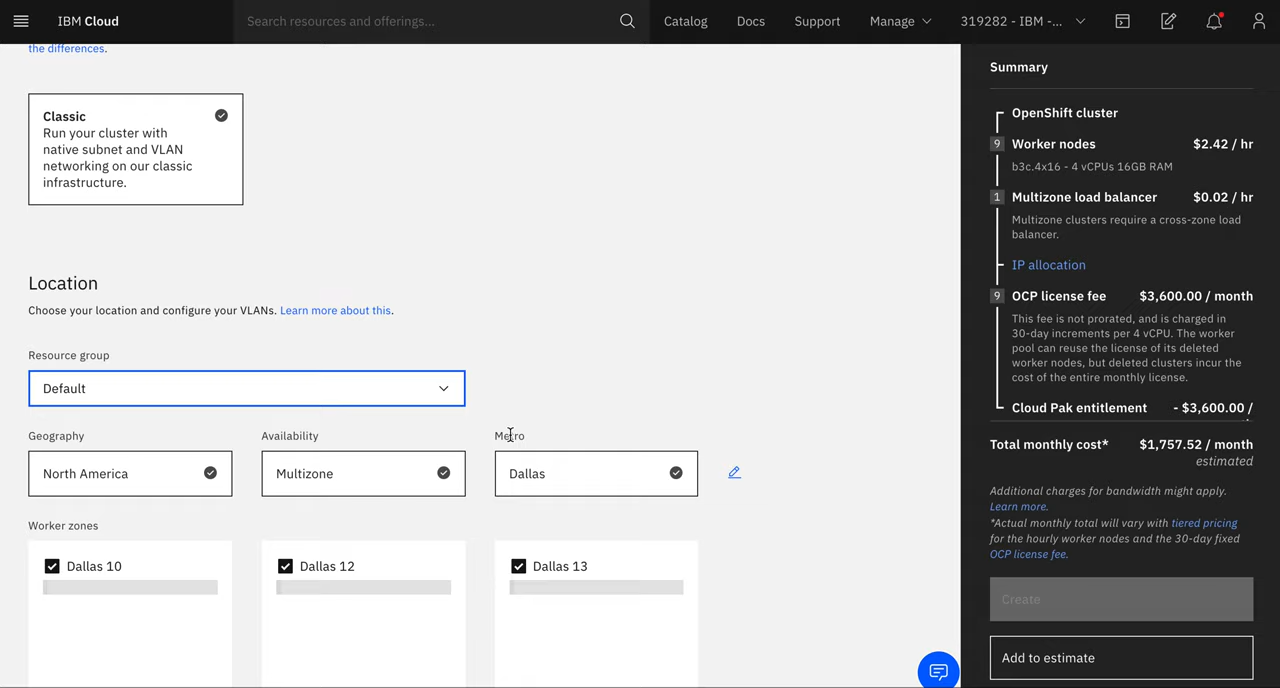 IBM Cloud
Search resources and offerings...
Catalog
Docs
Support
Manage
319282 - IBM -...
the differences.
Classic
Run your cluster with
native subnet and VLAN
networking on our classic
infrastructure.
Location
Choose your location and configure your VLANs. Learn more about this.
Resource group
Default
Geography
Availability
Metro
North America
Multizone
Dallas
Worker zones
Dallas 10
Dallas 12
Dallas 13
Summary
OpenShift cluster
9 Worker nodes $2.42 / hr
b3c.4x16 - 4 vCPUs 16GB RAM
1 Multizone load balancer $0.02 / hr
Multizone clusters require a cross-zone load
balancer.
IP allocation
9 OCP license fee $3,600.00 / month
This fee is not prorated, and is charged in
30-day increments per 4 vCPU. The worker
pool can reuse the license of its deleted
worker nodes, but deleted clusters incur the
cost of the entire monthly license.
Cloud Pak entitlement - $3,600.00 /
Total monthly cost* $1,757.52 / month
estimated
Additional charges for bandwidth might apply.
Learn more.
*Actual monthly total will vary with tiered pricing
for the hourly worker nodes and the 30-day fixed
OCP license fee.
Create
Add to estimate